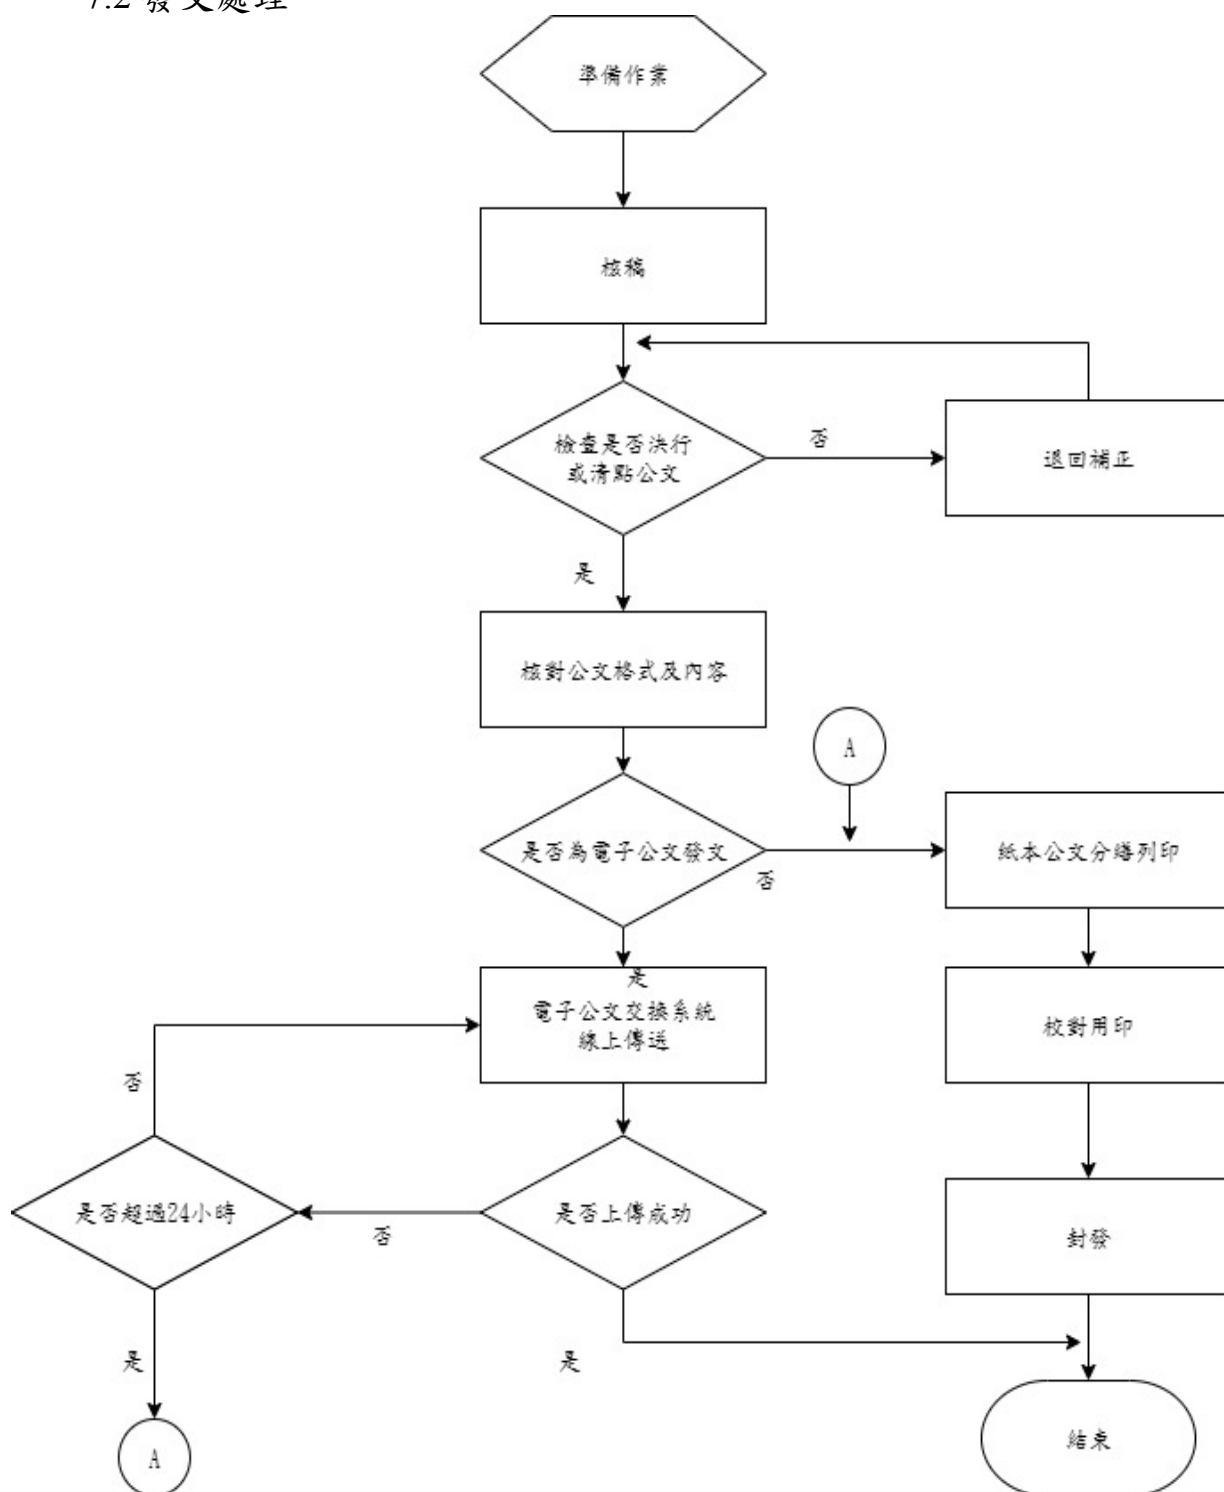 7.2 發文處理
準備作業
核稿
檢查是否決行
或清點公文
否
退回補正
是
核對公文格式及內容
A
是否為電子公文發文
否
紙本公文分繕列印
是
電子公文交換系統
線上傳送
校對用印
否
是否超過24小時
否
是否上傳成功
封發
是
是
A
結束